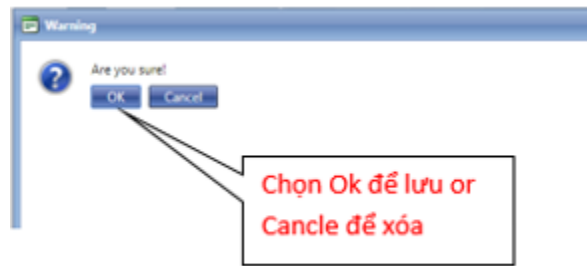 Warning
Are you sure!
OK Cancel
Chọn Ok để lưu or
Cancle để xóa